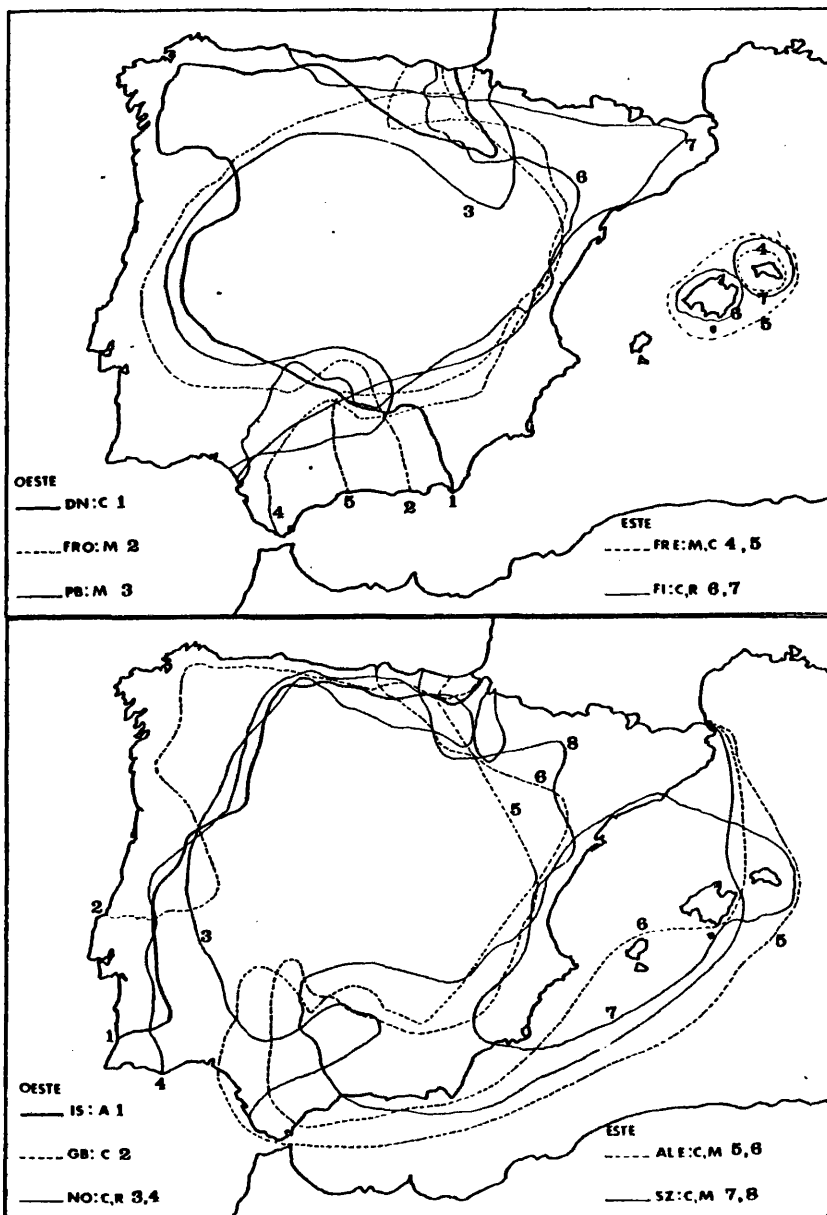 7
6
3
4
7
6
5
OESTE
DN:C 1
4
5
2
1
ESTE
FRO:M 2
FRE:M,C 4,5
PB:M 3
FI:C,R 6,7
8
6
5
2
3
6
5
7
1
4
OESTE
IS:A 1
ESTE
GB:C 2
ALE:C,M 5,6
NO:C,R 3,4
SZ:C,M 7,8